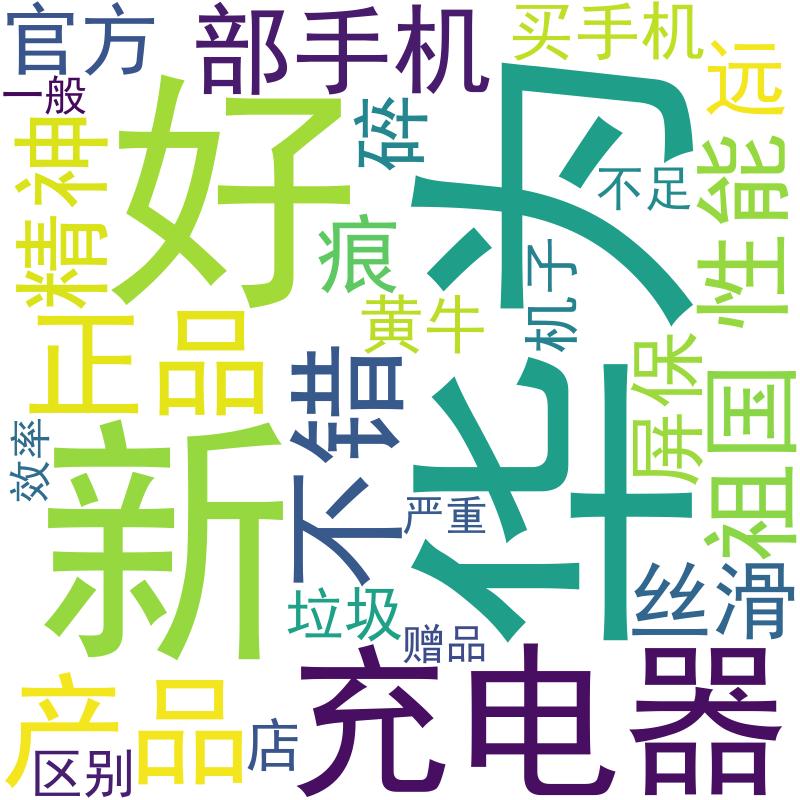 官方
部手机
买手机
一般
远
好
华为
碎
精神
性能
不足
痕
机子
黄牛
正品
不错
屏保
祖国
新
效率
严重
丝滑
垃圾
赠品
产品
充电器
店
区别